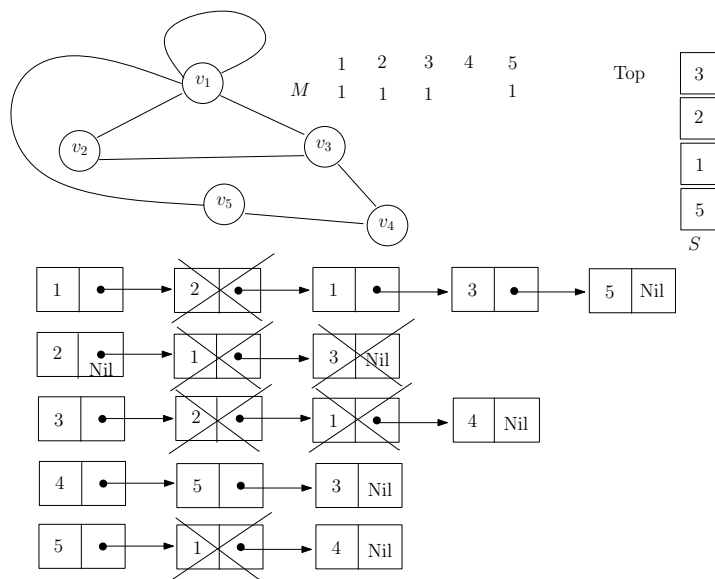 v1
v2
v3
v5
v4
1 2 3 4 5
M 1 1 1 1
Top 3
2
1
5
S
1 2 1 3 5 Nil
2 Nil 1 3 Nil
3 2 1 4 Nil
4 5 3 Nil
5 1 4 Nil